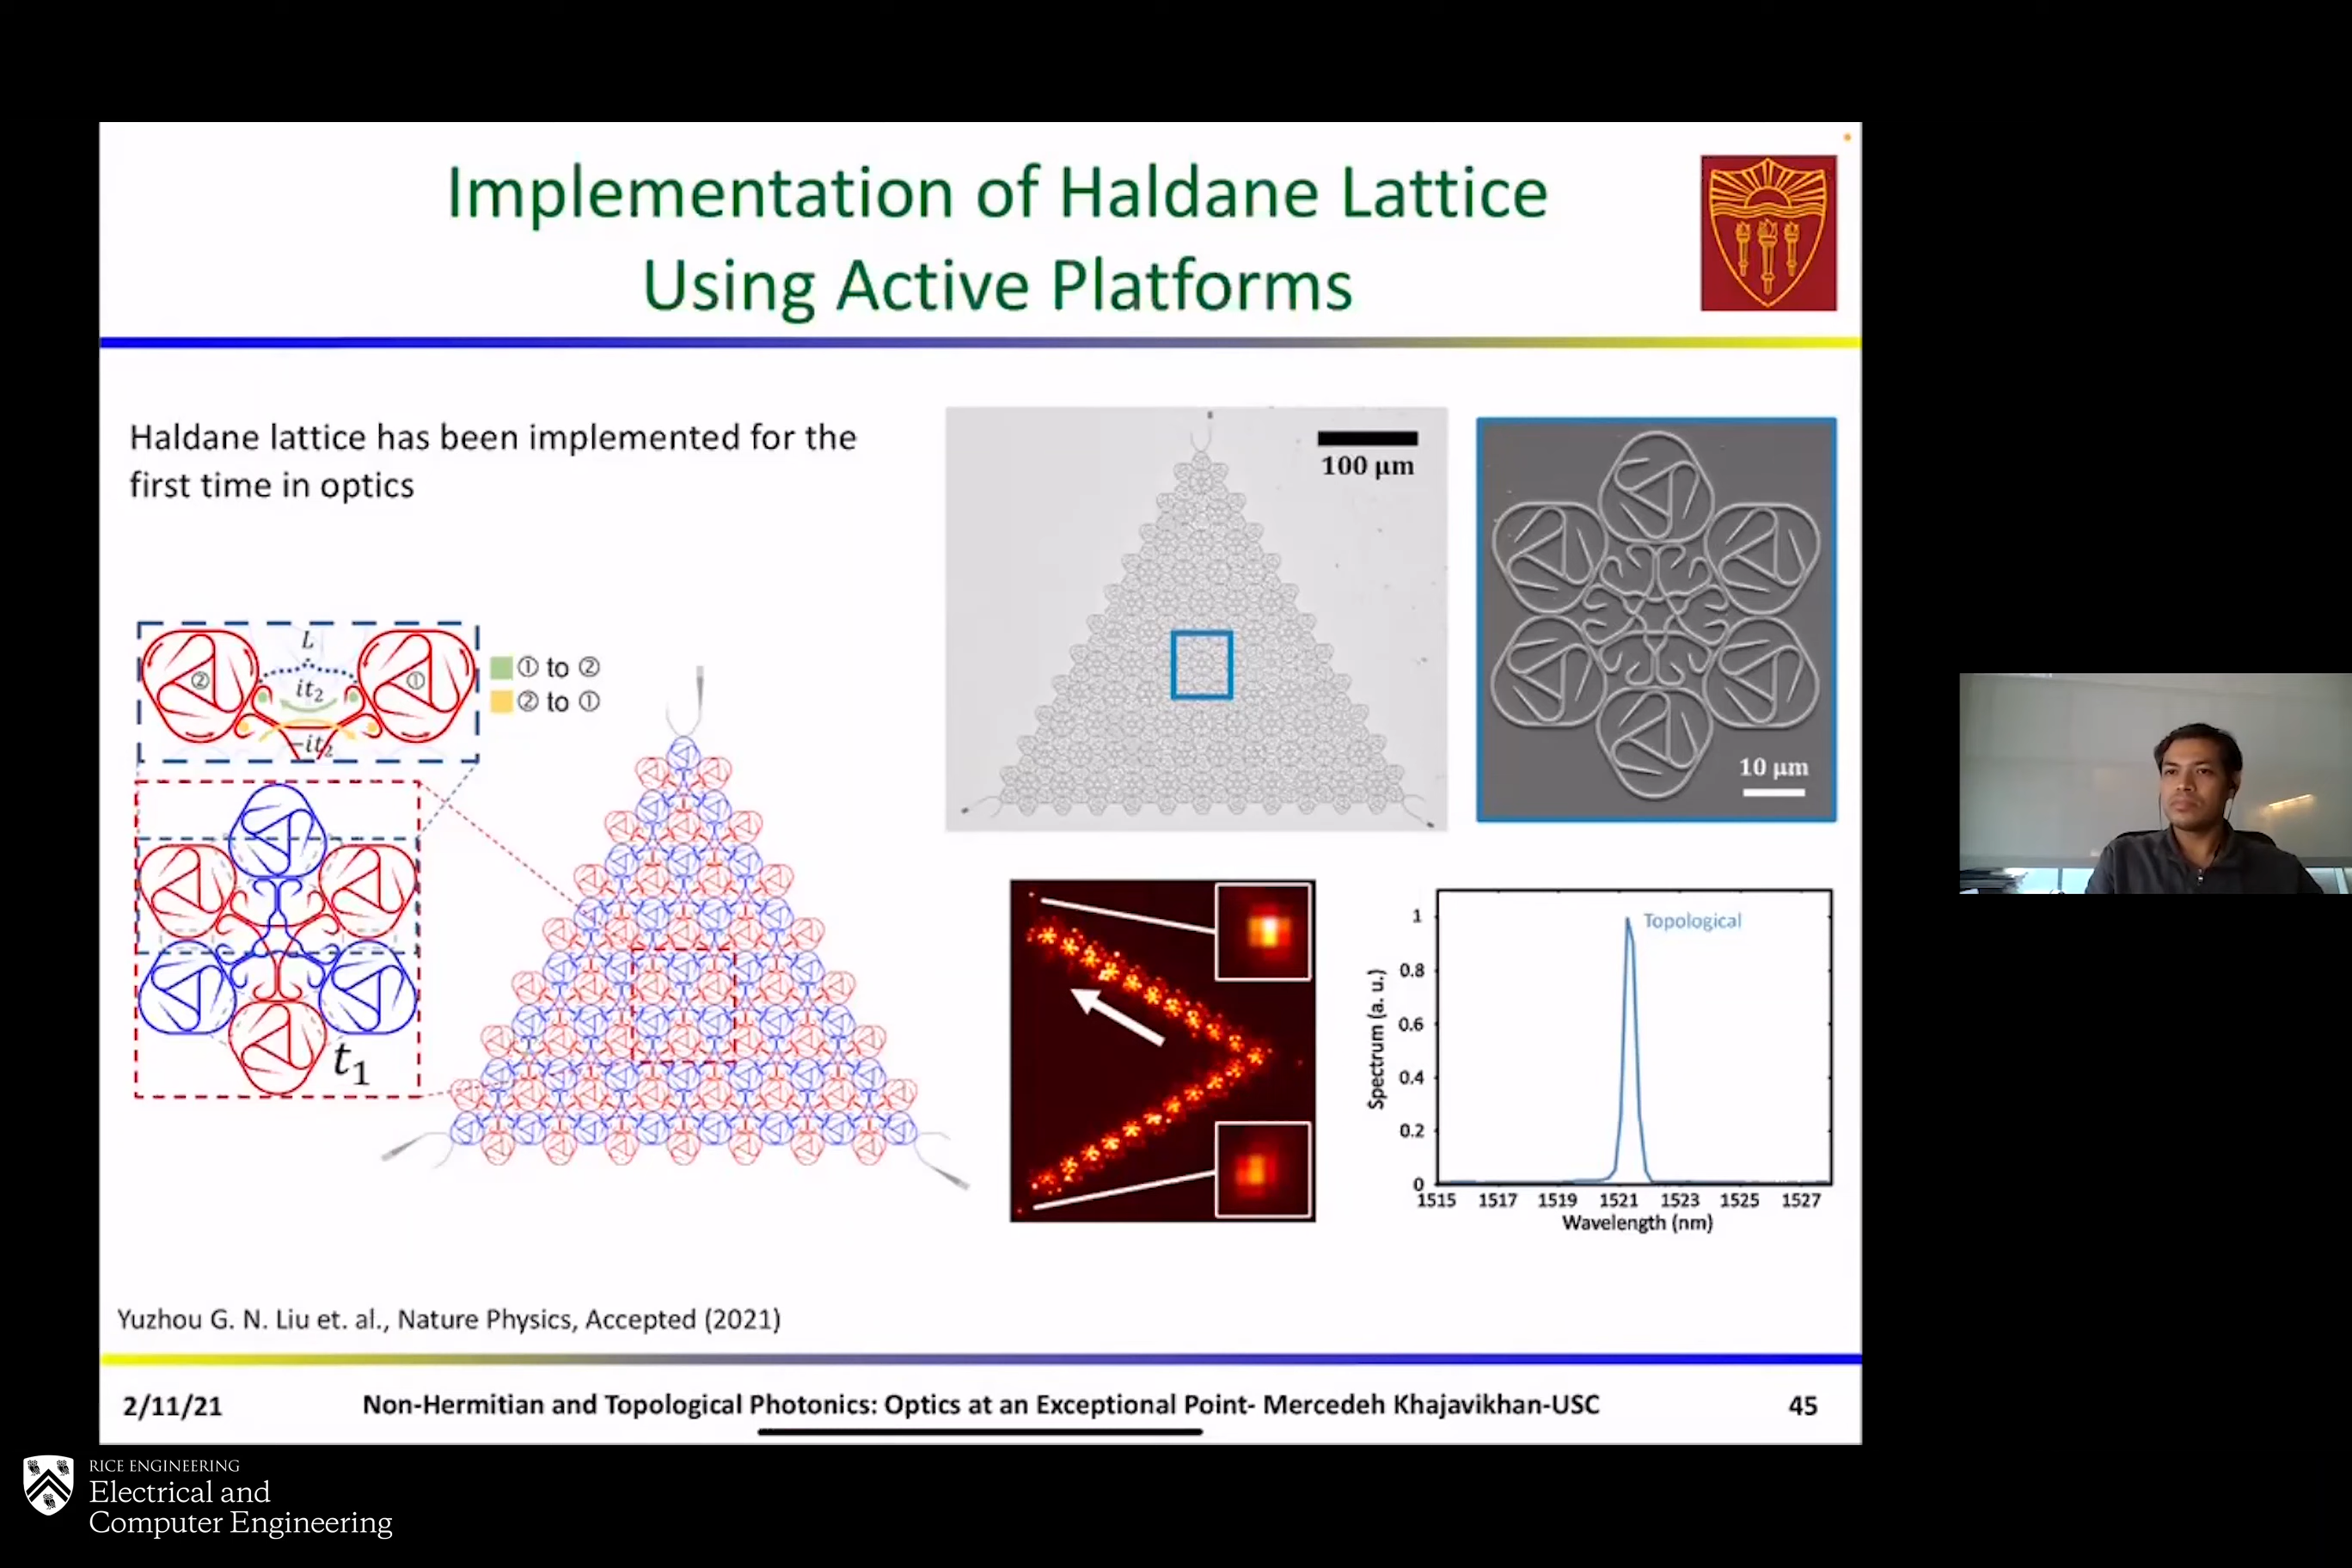 Implementation of Haldane Lattice
Using Active Platforms
Haldane lattice has been implemented for the
first time in optics
L
it₂
−it₂
② ①
① to ②
② to ①
t₁
100 μm
10 μm
Topological
Spectrum (a. u.)
1
0.8
0.6
0.4
0.2
0
1515 1517 1519 1521 1523 1525 1527
Wavelength (nm)
Yuzhou G. N. Liu et. al., Nature Physics, Accepted (2021)
2/11/21 Non-Hermitian and Topological Photonics: Optics at an Exceptional Point- Mercedeh Khajavikhan-USC 45
RICE ENGINEERING
Electrical and
Computer Engineering